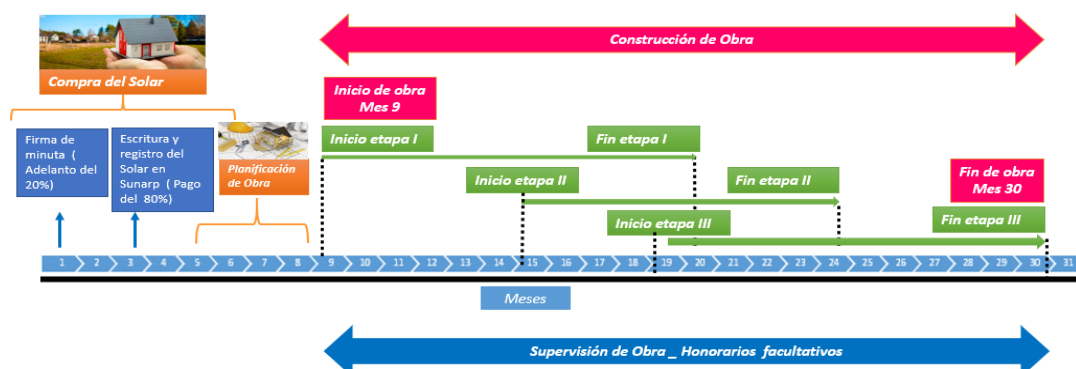 Construcción de Obra
Compra del Solar
Inicio de obra
Mes 9
Firma de
minuta (
Adelanto del
20%)
Escritura y
registro del
Solar en
Sunarp ( Pago
del 80%)
Planificación
de Obra
Inicio etapa I
Fin etapa I
Inicio etapa II
Fin etapa II
Fin de obra
Mes 30
Inicio etapa III
Fin etapa III
1 2 3 4 5 6 7 8 9 10 11 12 13 14 15 16 17 18 19 20 21 22 23 24 25 26 27 28 29 30 31
Meses
Supervisión de Obra _ Honorarios facultativos